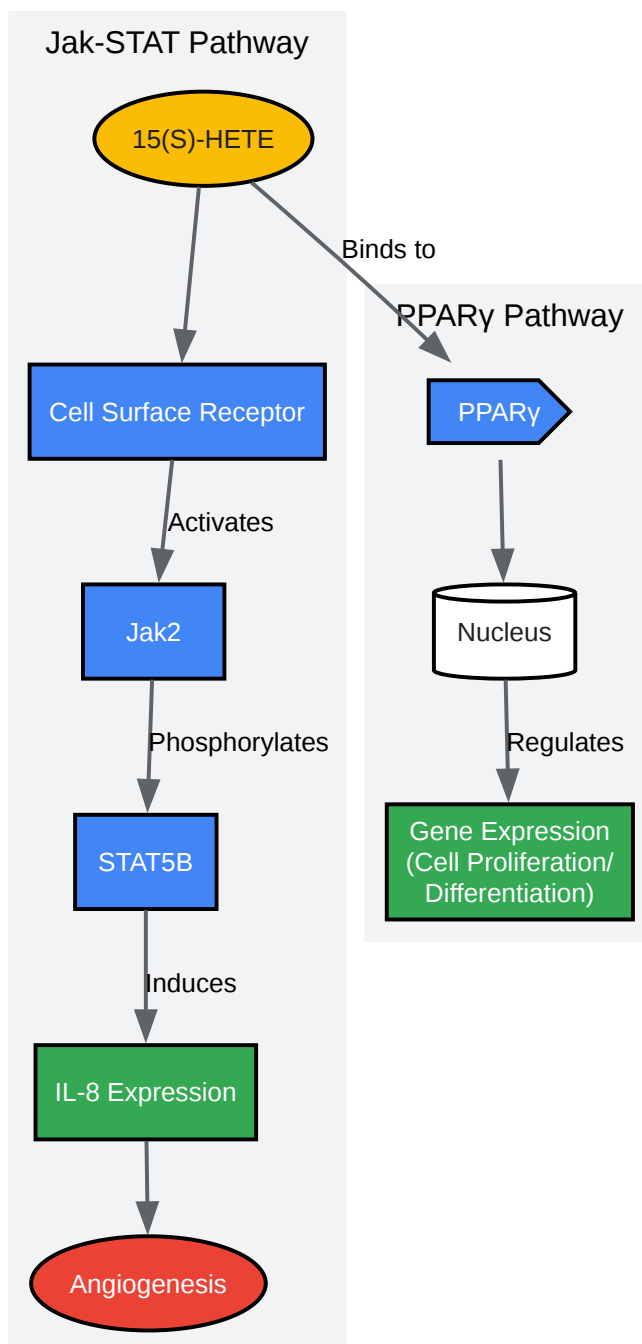 Jak-STAT Pathway
15(S)-HETE
Binds to
PPARγ Pathway
Cell Surface Receptor
PPARγ
Activates
Jak2
Nucleus
Phosphorylates
Regulates
STAT5B
Gene Expression
(Cell Proliferation/
Differentiation)
Induces
IL-8 Expression
Angiogenesis